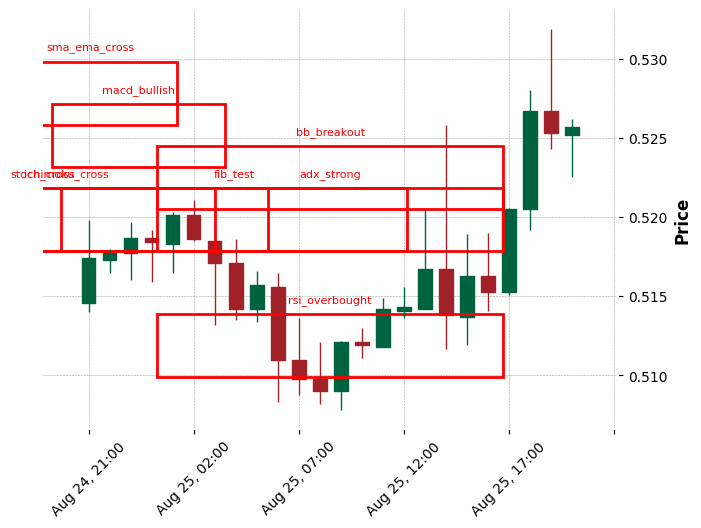 sma_ema_cross
macd_bullish
bb_breakout
fib_test
adx_strong
rsi_overbought
0.530
0.525
0.520
0.515
0.510
Price
Aug 24, 21:00
Aug 25, 02:00
Aug 25, 07:00
Aug 25, 12:00
Aug 25, 17:00